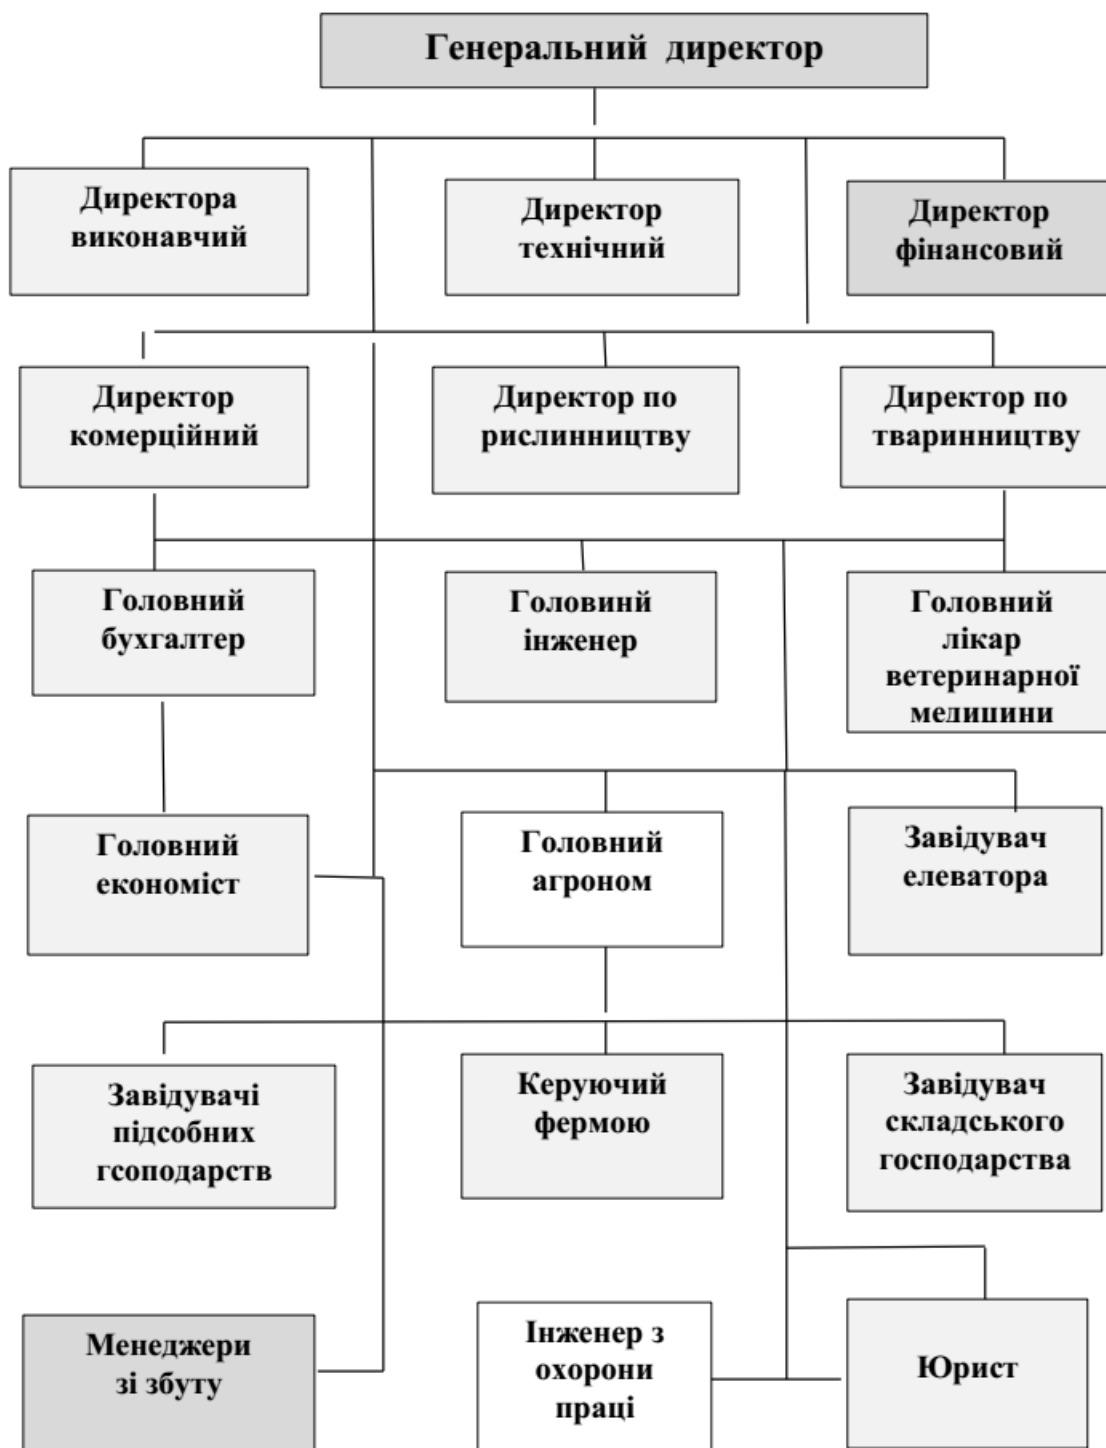 Генеральний директор
Директора
виконавчий
Директор
технічний
Директор
фінансовий
Директор
комерційний
Директор по
рислинництву
Директор по
тваринництву
Головний
бухгалтер
Головинй
інженер
Головний
лікар
ветеринарної
медицини
Головний
економіст
Головний
агроном
Завідувач
елеватора
Завідувачі
підсобних
гсоподарств
Керуючий
фермою
Завідувач
складського
господарства
Менеджери
зі збуту
Інженер з
охорони
праці
Юрист